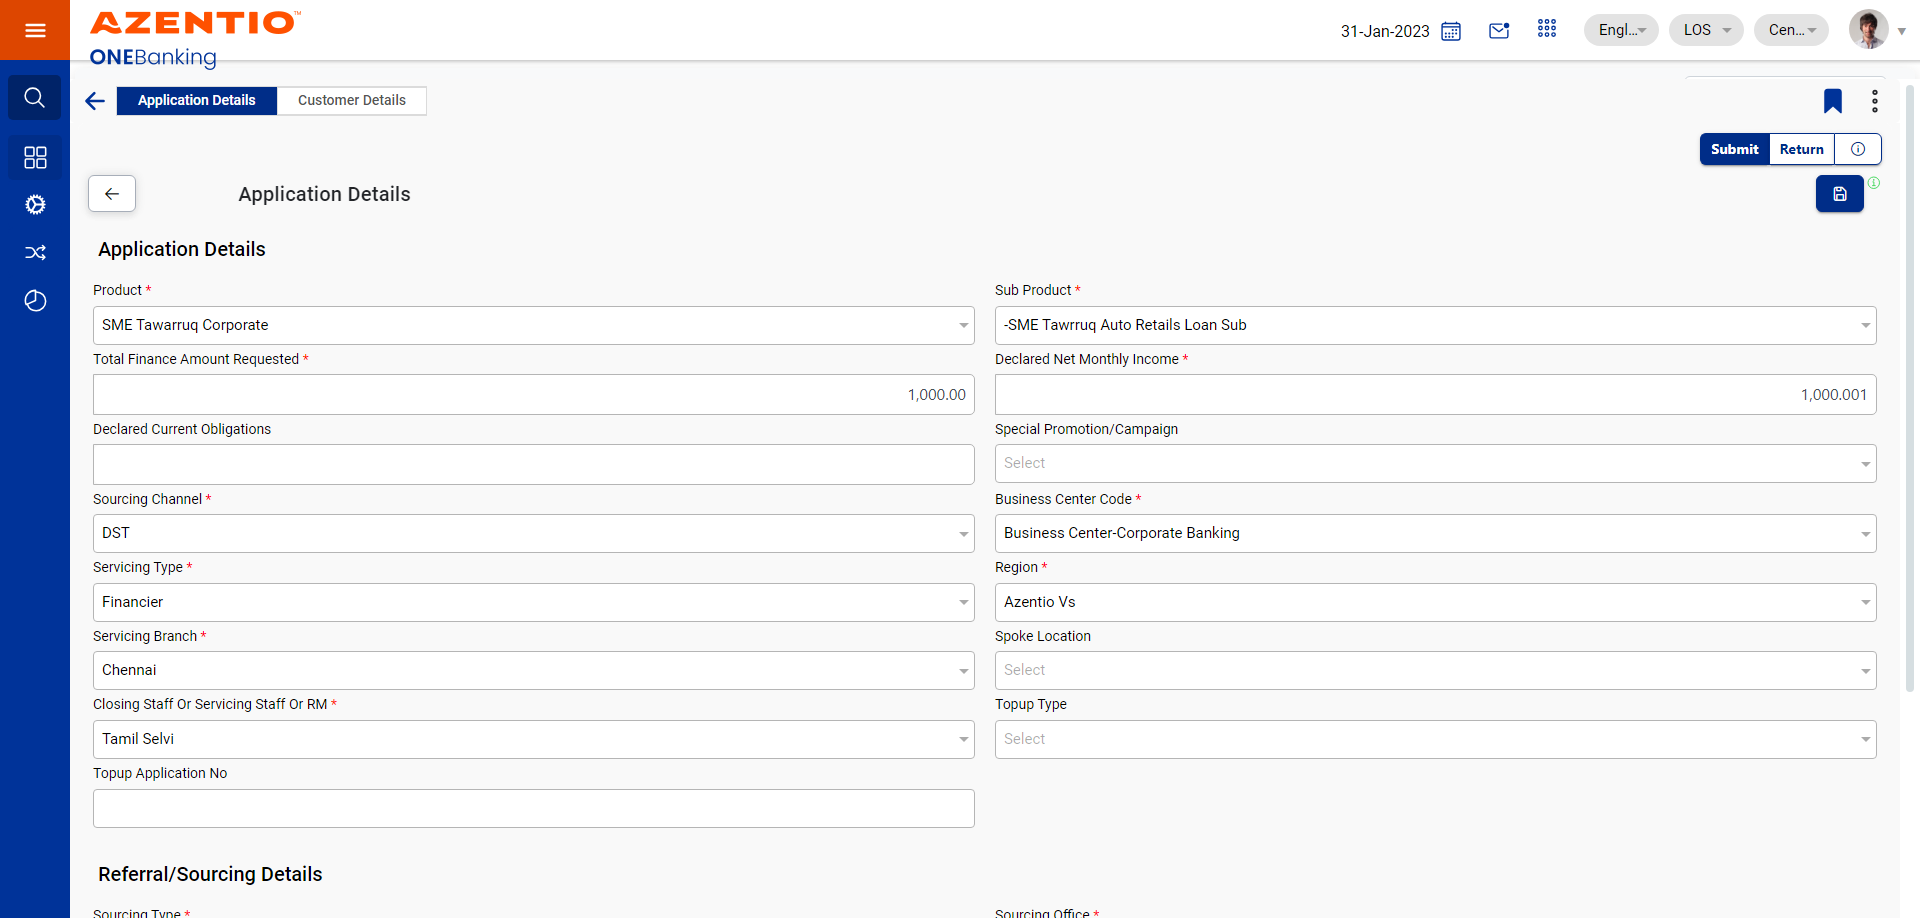 AZENTIO™
ONEBanking
31-Jan-2023
Engl...
LOS
Cen...
Application Details
Customer Details
Submit
Return
Application Details
Application Details
Product *
Sub Product *
SME Tawarruq Corporate
-SME Tawrruq Auto Retails Loan Sub
Total Finance Amount Requested *
Declared Net Monthly Income *
1,000.00
1,000.001
Declared Current Obligations
Special Promotion/Campaign
Select
Sourcing Channel *
Business Center Code *
DST
Business Center-Corporate Banking
Servicing Type *
Region *
Financier
Azentio Vs
Servicing Branch *
Spoke Location
Chennai
Select
Closing Staff Or Servicing Staff Or RM *
Topup Type
Tamil Selvi
Select
Topup Application No
Referral/Sourcing Details
Sourcing Type *
Sourcing Office *